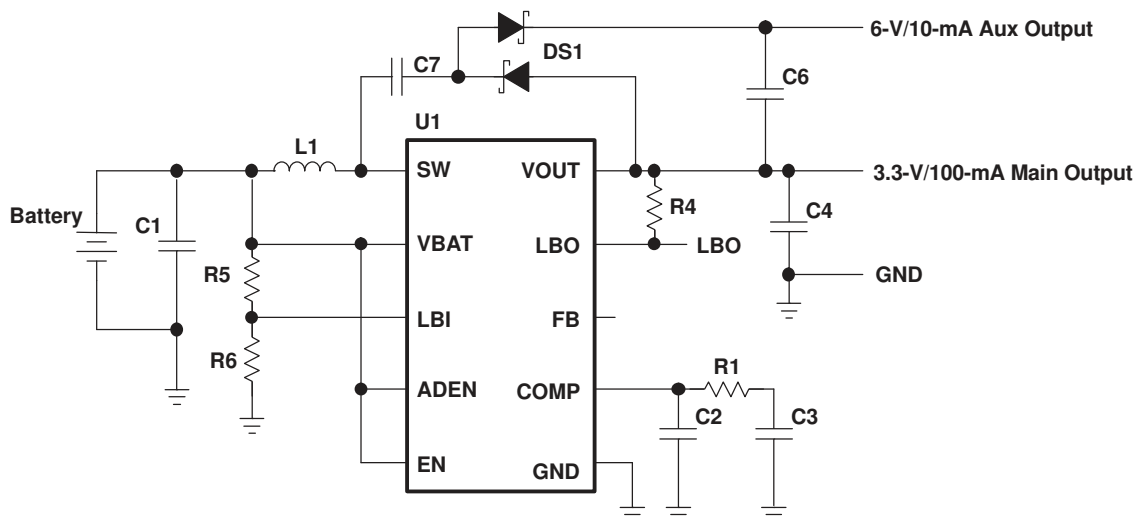 6-V/10-mA Aux Output
DS1
C7
C6
U1
L1
SW
VOUT
3.3-V/100-mA Main Output
Battery
C1
R4
C4
VBAT
LBO
LBO
R5
GND
LBI
FB
R6
R1
ADEN
COMP
C2
C3
EN
GND